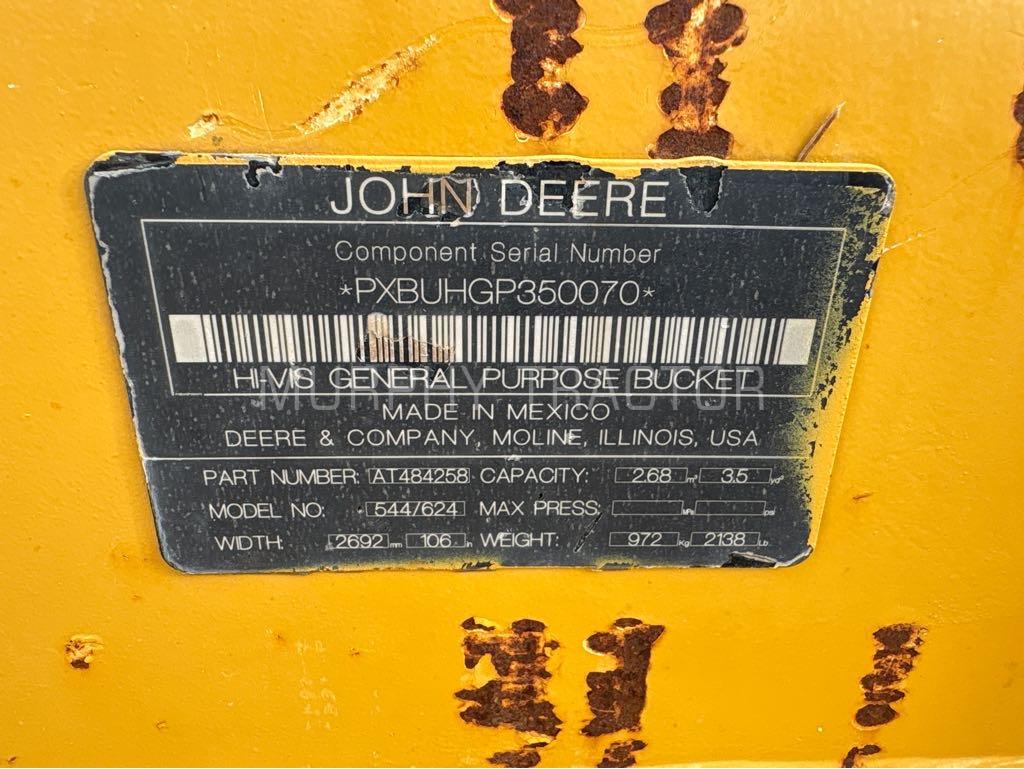 JOHN DEERE
Component Serial Number
*PXBUHGP350070*
HI-VIS GENERAL PURPOSE BUCKET
MURPHY TRACTOR
MADE IN MEXICO
DEERE & COMPANY, MOLINE, ILLINOIS, USA
PART NUMBER: AT484258 CAPACITY: 2.68 m³ 3.5 yd³
MODEL NO: 544/624 MAX PRESS: kPa psi
WIDTH: 2692 mm 106 in WEIGHT: 972 Kg 2138 Lb